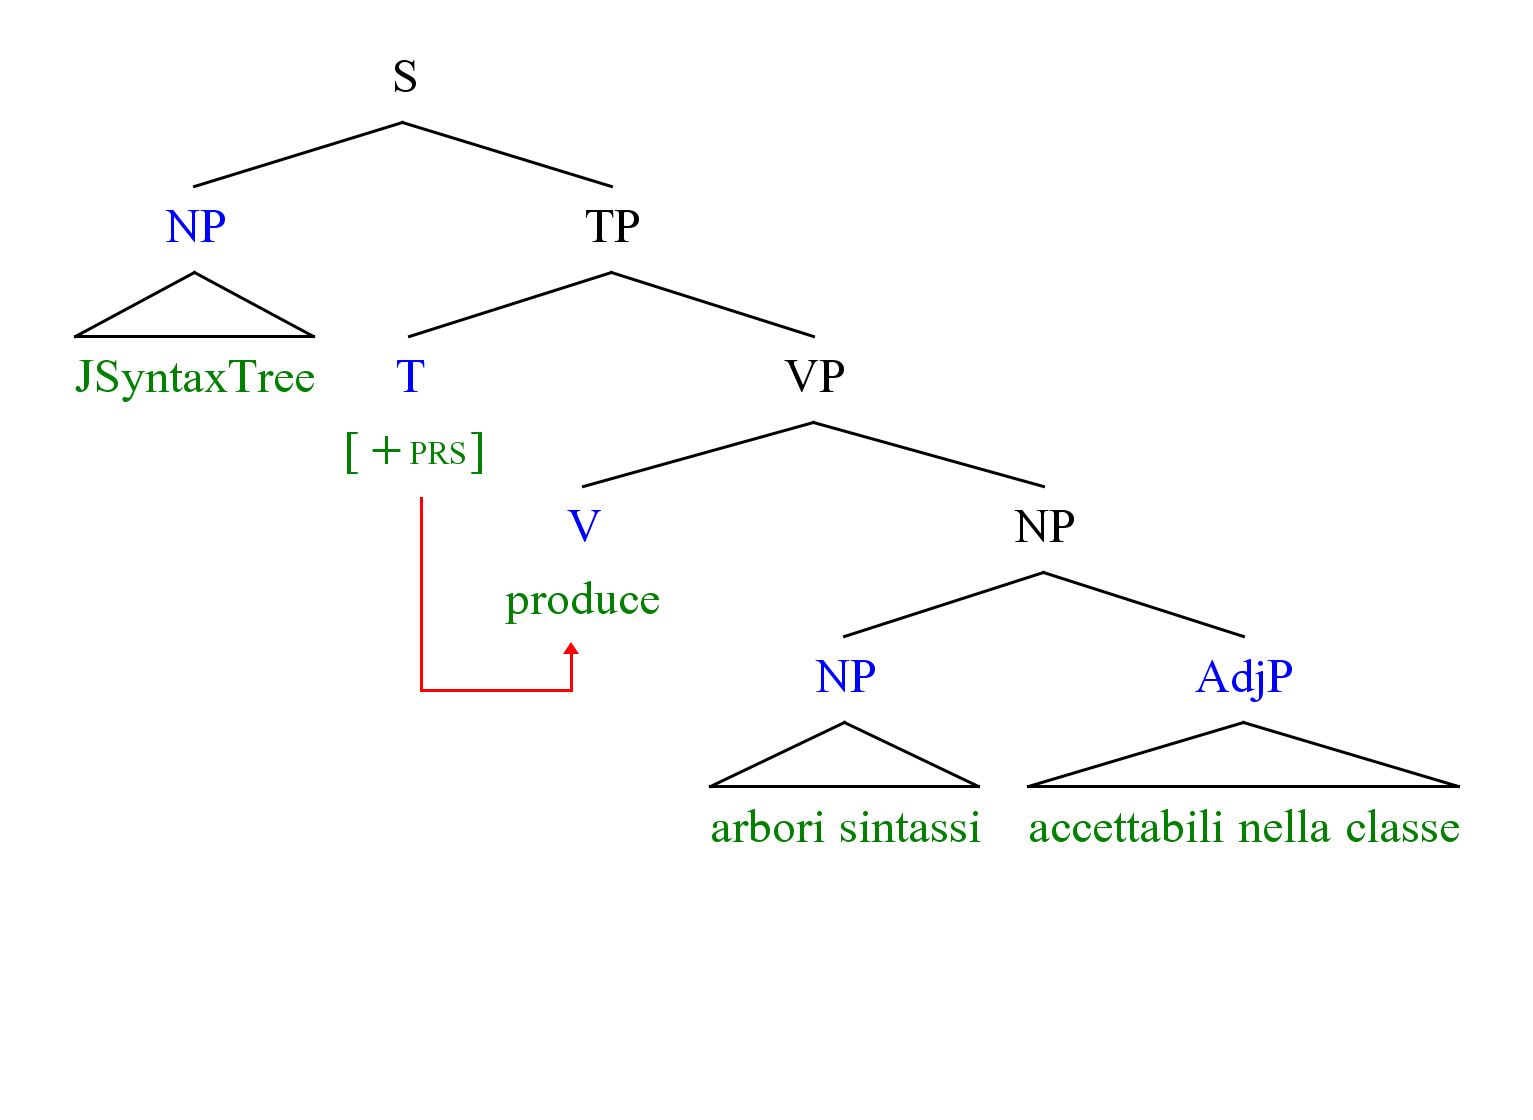 S
NP TP
JSyntaxTree T VP
[ + PRS ]
V NP
produce
NP AdjP
arbori sintassi accettabili nella classe